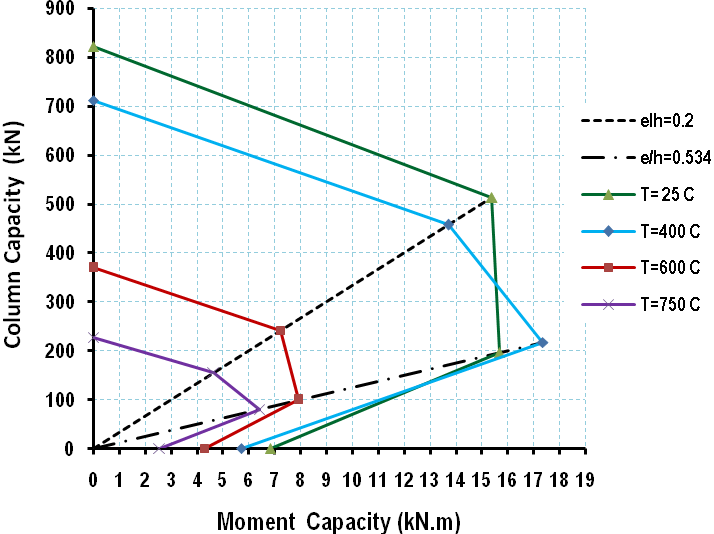 900
800
700
600
500
400
300
200
100
0
Column Capacity (kN)
0 1 2 3 4 5 6 7 8 9 10 11 12 13 14 15 16 17 18 19
Moment Capacity (kN.m)
e/h=0.2
e/h=0.534
T= 25 C
T=400 C
T=600 C
T=750 C